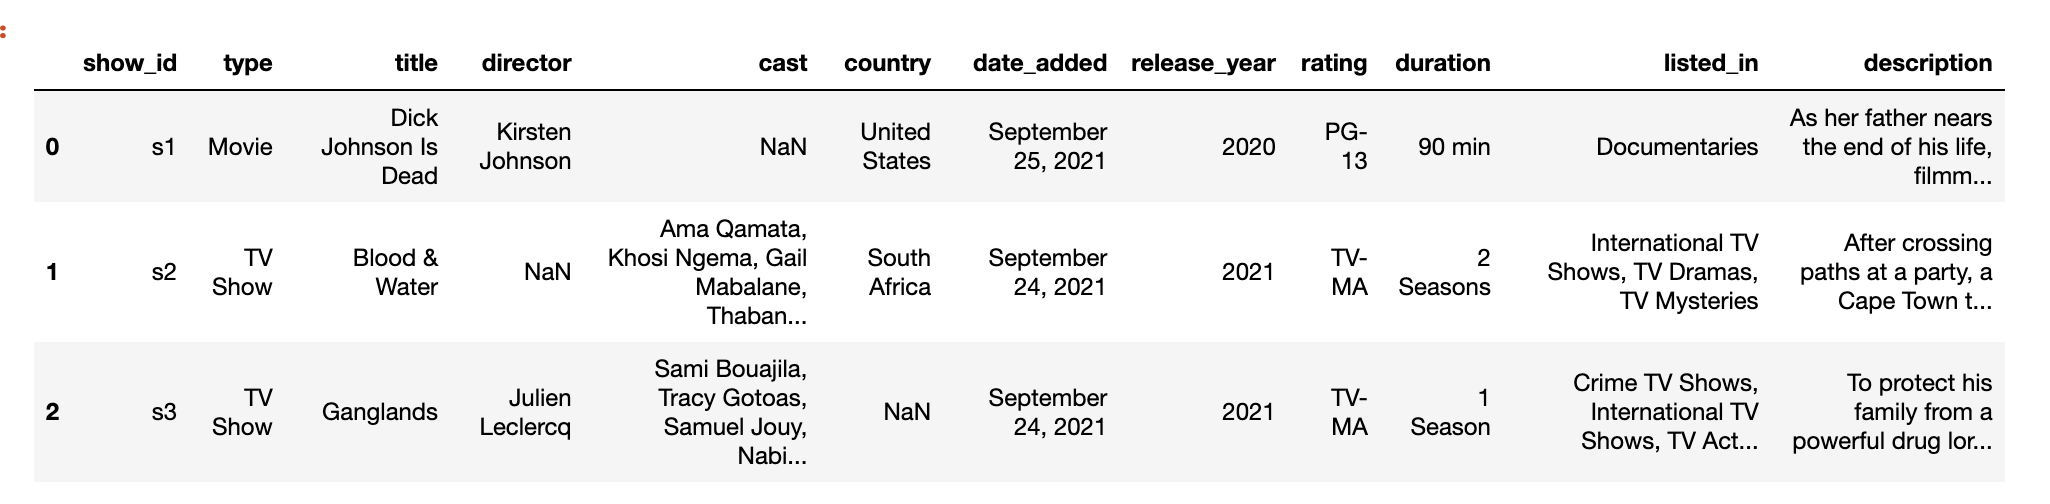 :
show_id type title director cast country date_added release_year rating duration listed_in description
0 s1 Movie Dick Johnson Is Dead Kirsten Johnson NaN United States September 25, 2021 2020 PG-13 90 min Documentaries As her father nears the end of his life, filmm...
1 s2 TV Show Blood & Water NaN Ama Qamata, Khosi Ngema, Gail Mabalane, Thaban... South Africa September 24, 2021 2021 TV-MA 2 Seasons International TV Shows, TV Dramas, TV Mysteries After crossing paths at a party, a Cape Town t...
2 s3 TV Show Ganglands Julien Leclercq Sami Bouajila, Tracy Gotoas, Samuel Jouy, Nabi... NaN September 24, 2021 2021 TV-MA 1 Season Crime TV Shows, International TV Shows, TV Act... To protect his family from a powerful drug lor...